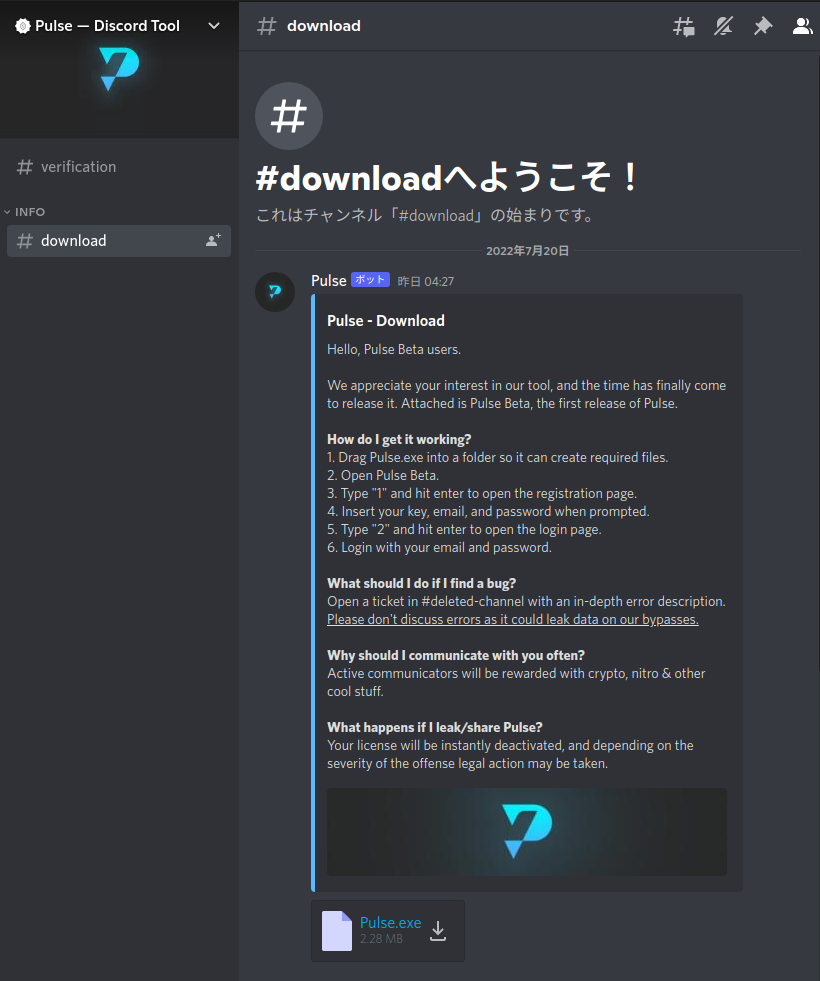 Pulse — Discord Tool
download
verification
INFO
download
#downloadへようこそ！
これはチャンネル「#download」の始まりです。
2022年7月20日
Pulse ボット 昨日 04:27
Pulse - Download
Hello, Pulse Beta users.
We appreciate your interest in our tool, and the time has finally come
to release it. Attached is Pulse Beta, the first release of Pulse.
How do I get it working?
1. Drag Pulse.exe into a folder so it can create required files.
2. Open Pulse Beta.
3. Type "1" and hit enter to open the registration page.
4. Insert your key, email, and password when prompted.
5. Type "2" and hit enter to open the login page.
6. Login with your email and password.
What should I do if I find a bug?
Open a ticket in #deleted-channel with an in-depth error description.
Please don't discuss errors as it could leak data on our bypasses.
Why should I communicate with you often?
Active communicators will be rewarded with crypto, nitro & other
cool stuff.
What happens if I leak/share Pulse?
Your license will be instantly deactivated, and depending on the
severity of the offense legal action may be taken.
Pulse.exe
2.28 MB